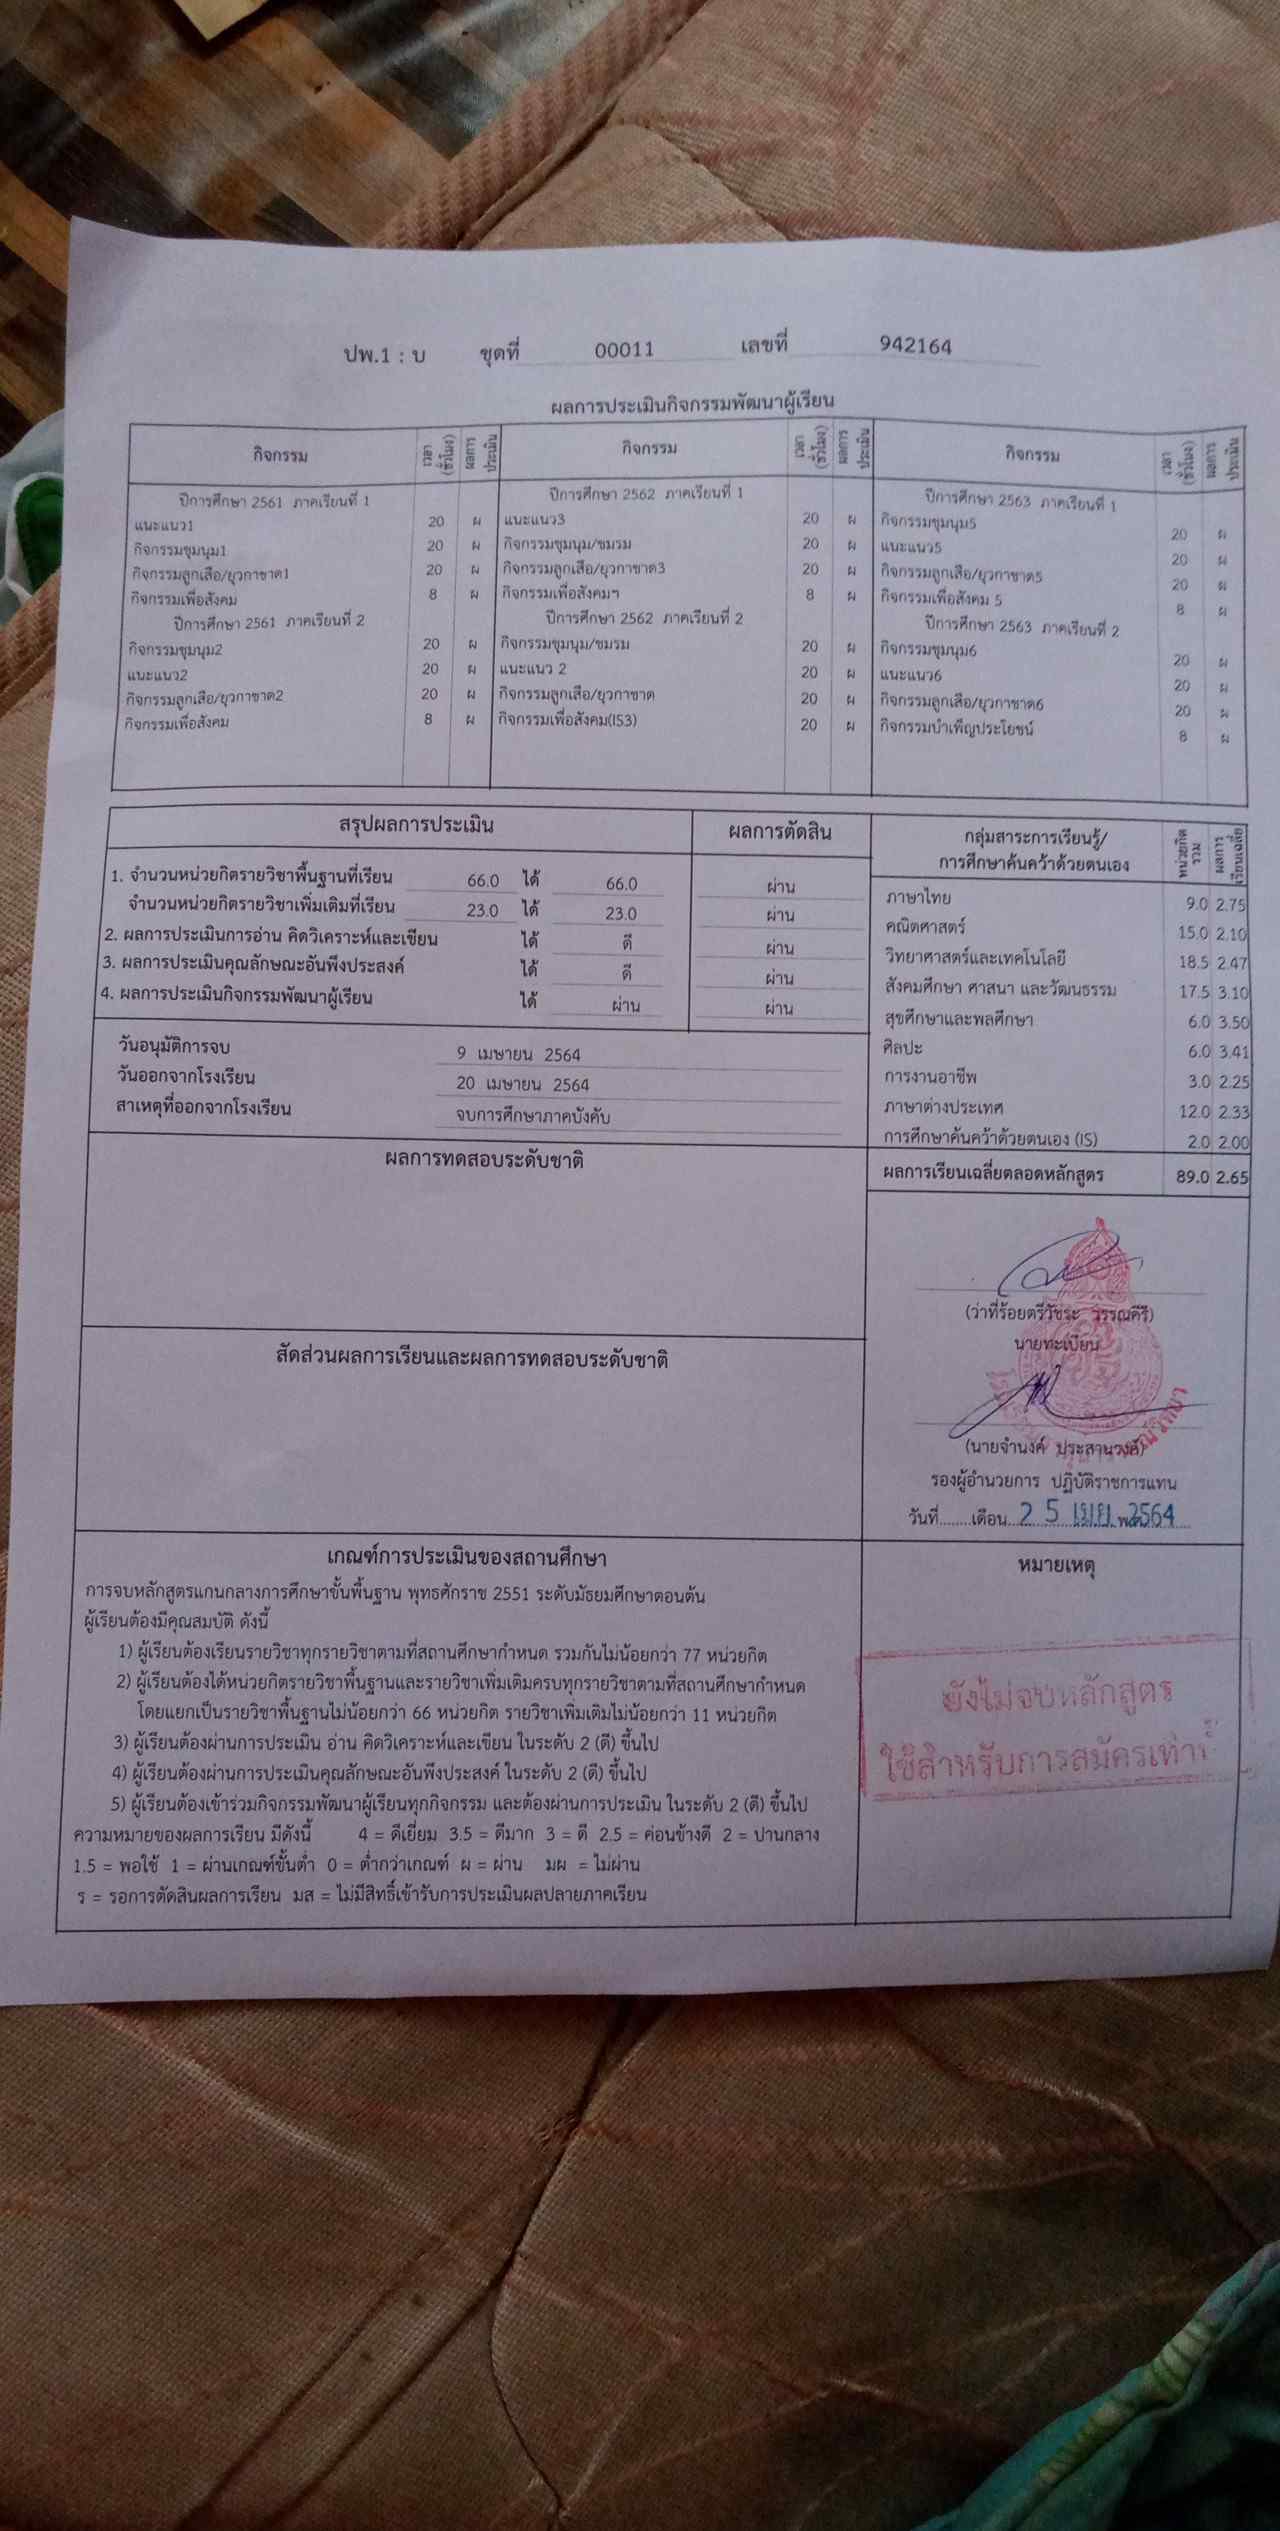 ปพ.1 : บ ชุดที่ 00011 เลขที่ 942164
ผลการประเมินกิจกรรมพัฒนาผู้เรียน
กิจกรรม เวลา (ชั่วโมง) ผลการประเมิน กิจกรรม เวลา (ชั่วโมง) ผลการประเมิน กิจกรรม เวลา (ชั่วโมง) ผลการประเมิน
ปีการศึกษา 2561 ภาคเรียนที่ 1
แนะแนว1 20 ผ
กิจกรรมชุมนุม1 20 ผ
กิจกรรมลูกเสือ/ยุวกาชาด1 20 ผ
กิจกรรมเพื่อสังคม 8 ผ
ปีการศึกษา 2561 ภาคเรียนที่ 2
กิจกรรมชุมนุม2 20 ผ
แนะแนว2 20 ผ
กิจกรรมลูกเสือ/ยุวกาชาด2 20 ผ
กิจกรรมเพื่อสังคม 8 ผ
ปีการศึกษา 2562 ภาคเรียนที่ 1
แนะแนว3 20 ผ
กิจกรรมชุมนุม/ชมรม 20 ผ
กิจกรรมลูกเสือ/ยุวกาชาด3 20 ผ
กิจกรรมเพื่อสังคมฯ 8 ผ
ปีการศึกษา 2562 ภาคเรียนที่ 2
กิจกรรมชุมนุม/ชมรม 20 ผ
แนะแนว 2 20 ผ
กิจกรรมลูกเสือ/ยุวกาชาด 20 ผ
กิจกรรมเพื่อสังคม(IS3) 20 ผ
ปีการศึกษา 2563 ภาคเรียนที่ 1
กิจกรรมชุมนุม5 20 ผ
แนะแนว5 20 ผ
กิจกรรมลูกเสือ/ยุวกาชาด5 20 ผ
กิจกรรมเพื่อสังคม 5 8 ผ
ปีการศึกษา 2563 ภาคเรียนที่ 2
กิจกรรมชุมนุม6 20 ผ
แนะแนว6 20 ผ
กิจกรรมลูกเสือ/ยุวกาชาด6 20 ผ
กิจกรรมบำเพ็ญประโยชน์ 8 ผ
สรุปผลการประเมิน ผลการตัดสิน
1. จำนวนหน่วยกิตรายวิชาพื้นฐานที่เรียน 66.0 ได้ 66.0 ผ่าน
จำนวนหน่วยกิตรายวิชาเพิ่มเติมที่เรียน 23.0 ได้ 23.0 ผ่าน
2. ผลการประเมินการอ่าน คิดวิเคราะห์และเขียน ได้ ดี ผ่าน
3. ผลการประเมินคุณลักษณะอันพึงประสงค์ ได้ ดี ผ่าน
4. ผลการประเมินกิจกรรมพัฒนาผู้เรียน ได้ ผ่าน ผ่าน
วันอนุมัติการจบ 9 เมษายน 2564
วันออกจากโรงเรียน 20 เมษายน 2564
สาเหตุที่ออกจากโรงเรียน จบการศึกษาภาคบังคับ
กลุ่มสาระการเรียนรู้/ การศึกษาค้นคว้าด้วยตนเอง หน่วยกิตรวม ผลการเรียนเฉลี่ย
ภาษาไทย 9.0 2.75
คณิตศาสตร์ 15.0 2.10
วิทยาศาสตร์และเทคโนโลยี 18.5 2.47
สังคมศึกษา ศาสนา และวัฒนธรรม 17.5 3.10
สุขศึกษาและพลศึกษา 6.0 3.50
ศิลปะ 6.0 3.41
การงานอาชีพ 3.0 2.25
ภาษาต่างประเทศ 12.0 2.33
การศึกษาค้นคว้าด้วยตนเอง (IS) 2.0 2.00
ผลการเรียนเฉลี่ยตลอดหลักสูตร 89.0 2.65
ผลการทดสอบระดับชาติ
สัดส่วนผลการเรียนและผลการทดสอบระดับชาติ
(ว่าที่ร้อยตรีวัชระ วรรณคีรี)
นายทะเบียน
(นายจำนงค์ ประสานวงค์)
รองผู้อำนวยการ ปฏิบัติราชการแทน
วันที่.......เดือน 2 5 เมย. 2564
เกณฑ์การประเมินของสถานศึกษา
การจบหลักสูตรแกนกลางการศึกษาขั้นพื้นฐาน พุทธศักราช 2551 ระดับมัธยมศึกษาตอนต้น
ผู้เรียนต้องมีคุณสมบัติ ดังนี้
1) ผู้เรียนต้องเรียนรายวิชาทุกรายวิชาตามที่สถานศึกษากำหนด รวมกันไม่น้อยกว่า 77 หน่วยกิต
2) ผู้เรียนต้องได้หน่วยกิตรายวิชาพื้นฐานและรายวิชาเพิ่มเติมครบทุกรายวิชาตามที่สถานศึกษากำหนด
โดยแยกเป็นรายวิชาพื้นฐานไม่น้อยกว่า 66 หน่วยกิต รายวิชาเพิ่มเติมไม่น้อยกว่า 11 หน่วยกิต
3) ผู้เรียนต้องผ่านการประเมิน อ่าน คิดวิเคราะห์และเขียน ในระดับ 2 (ดี) ขึ้นไป
4) ผู้เรียนต้องผ่านการประเมินคุณลักษณะอันพึงประสงค์ ในระดับ 2 (ดี) ขึ้นไป
5) ผู้เรียนต้องเข้าร่วมกิจกรรมพัฒนาผู้เรียนทุกกิจกรรม และต้องผ่านการประเมิน ในระดับ 2 (ดี) ขึ้นไป
ความหมายของผลการเรียน มีดังนี้ 4 = ดีเยี่ยม 3.5 = ดีมาก 3 = ดี 2.5 = ค่อนข้างดี 2 = ปานกลาง
1.5 = พอใช้ 1 = ผ่านเกณฑ์ขั้นต่ำ 0 = ต่ำกว่าเกณฑ์ ผ = ผ่าน มผ = ไม่ผ่าน
ร = รอการตัดสินผลการเรียน มส = ไม่มีสิทธิ์เข้ารับการประเมินผลปลายภาคเรียน
หมายเหตุ
ยังไม่จบหลักสูตร
ใช้สำหรับการสมัครเท่า